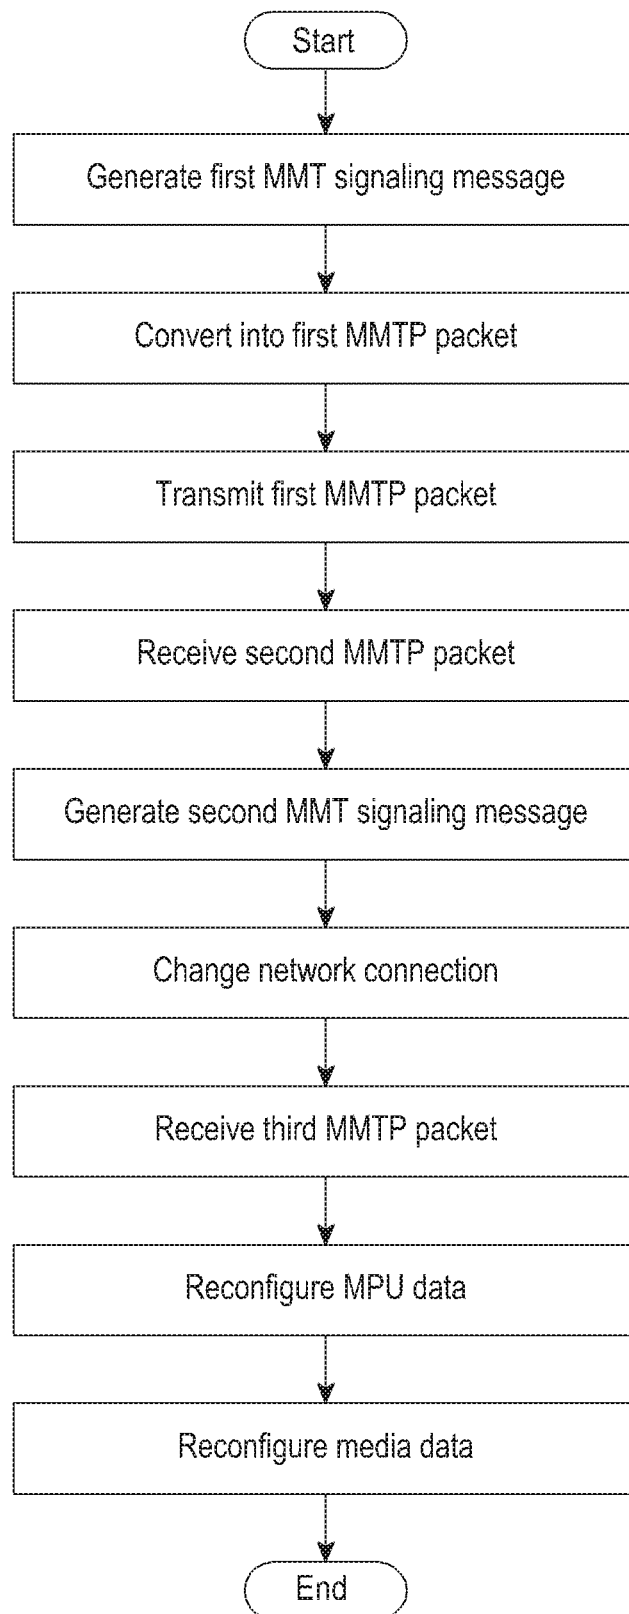 Start
Generate first MMT signaling message
Convert into first MMTP packet
Transmit first MMTP packet
Receive second MMTP packet
Generate second MMT signaling message
Change network connection
Receive third MMTP packet
Reconfigure MPU data
Reconfigure media data
End